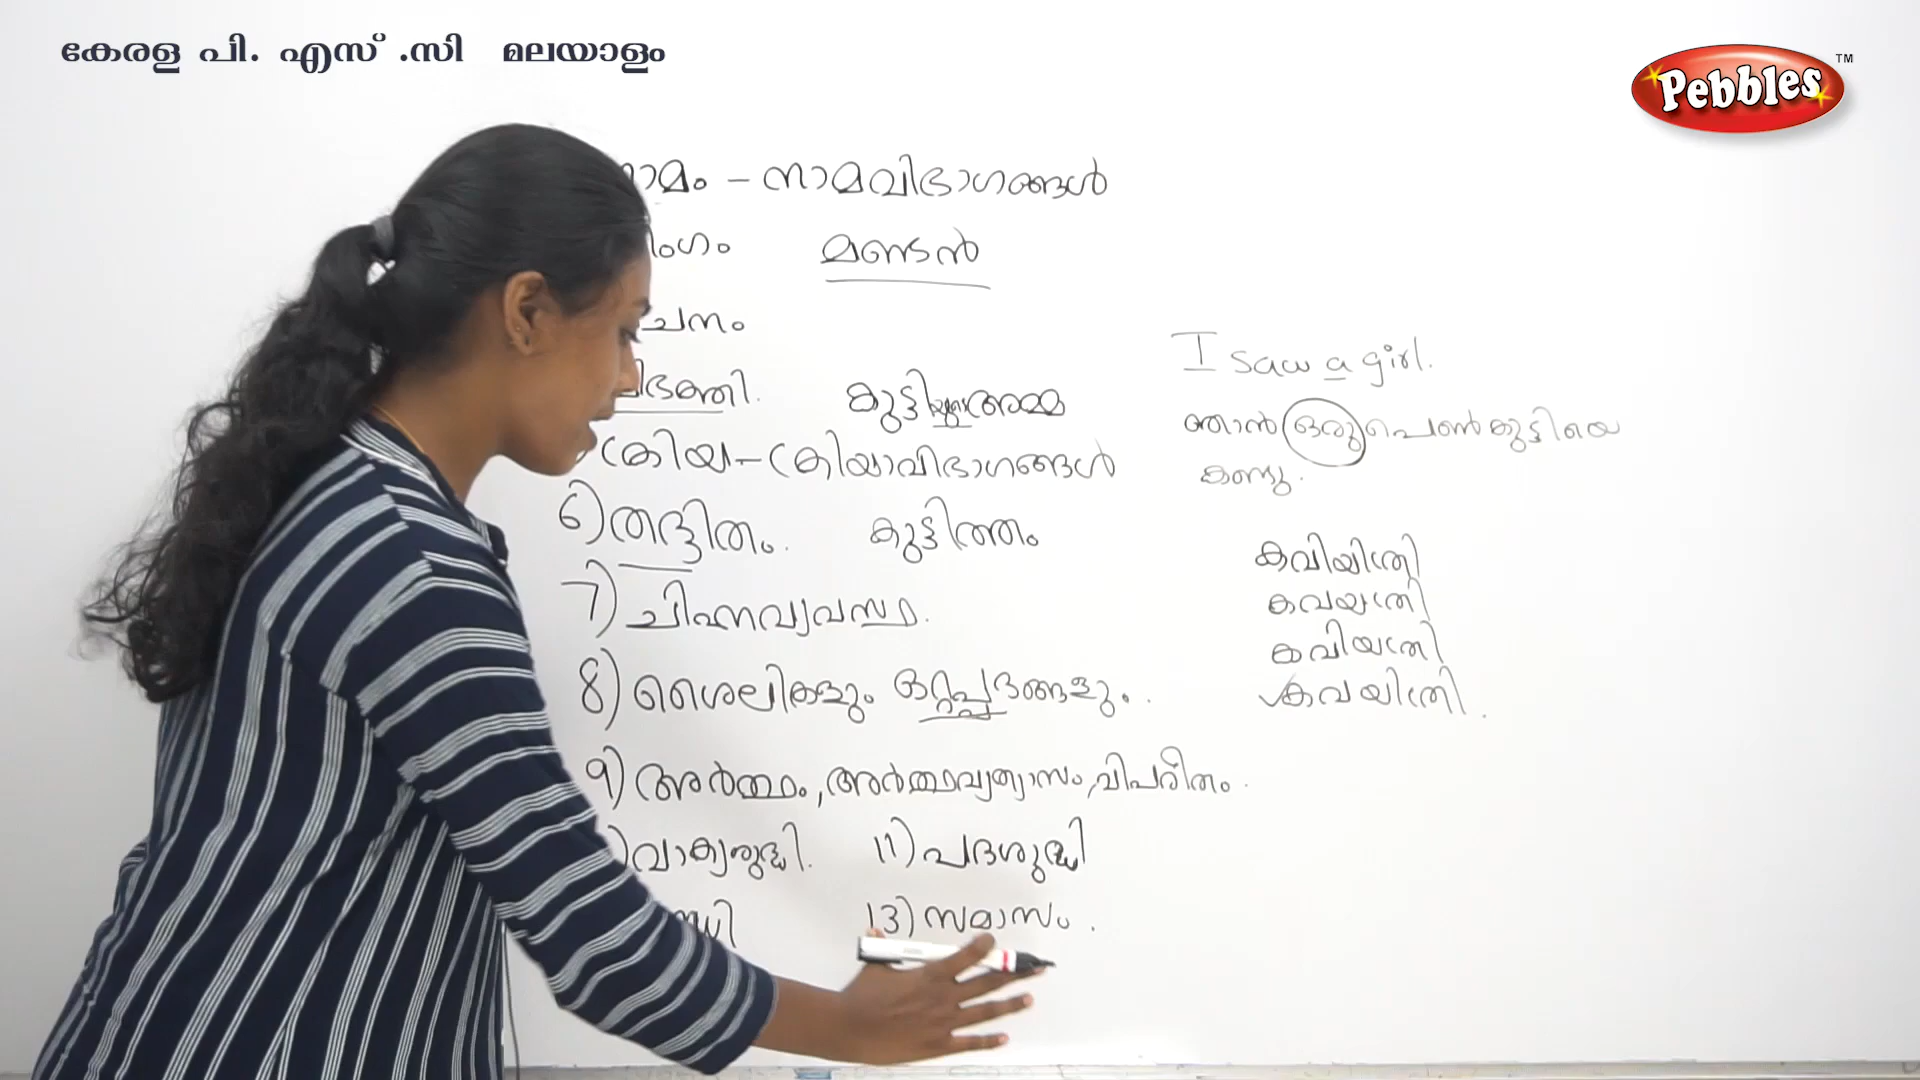 കേരള പി. എസ് .സി മലയാളം
Pebbles TM
നാമം – നാമവിഭാഗങ്ങൾ
ിംഗം മണ്ടൻ
ചനം
ിഭക്തി. കുട്ടിയുടെ അമ്മ
ക്രിയ – ക്രിയാവിഭാഗങ്ങൾ
6) തദ്ധിതം. കുട്ടിത്തം
7) ചിഹ്നവ്യവസ്ഥ.
8) ശൈലികളും ഒറ്റപ്പദങ്ങളും.
9) അർത്ഥം, അർത്ഥവ്യത്യാസം, വിപരീതം.
) വാക്യശുദ്ധി. 11) പദശുദ്ധി
ന്ധി 13) സമാസം.
I saw a girl.
ഞാൻ ഒരു പെൺകുട്ടിയെ
കണ്ടു.
കവിയിത്രി
കവയത്രി
കവിയത്രി
കവയിത്രി.